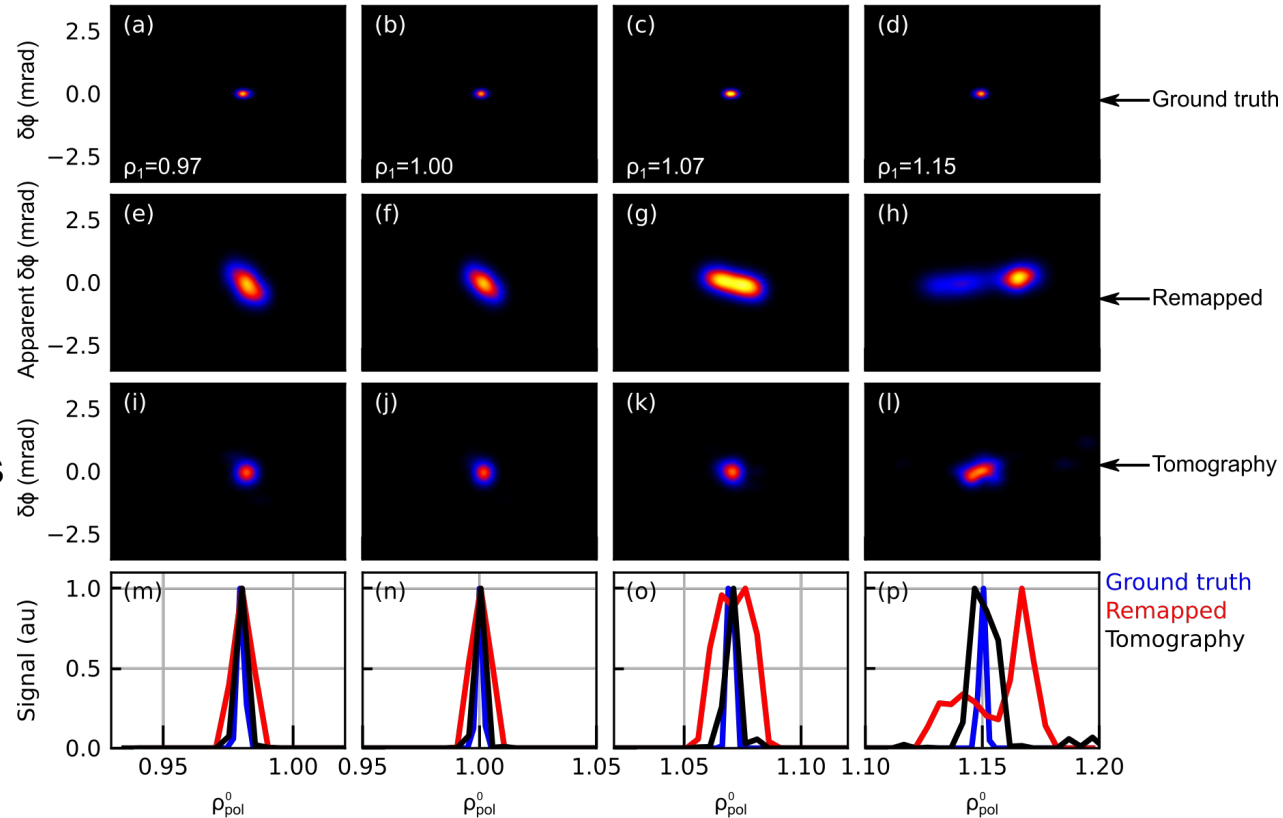 (a) (b) (c) (d)
δϕ (mrad)
2.5
0.0
−2.5
ρ₁=0.97 ρ₁=1.00 ρ₁=1.07 ρ₁=1.15
Ground truth
(e) (f) (g) (h)
Apparent δϕ (mrad)
2.5
0.0
−2.5
Remapped
(i) (j) (k) (l)
δϕ (mrad)
2.5
0.0
−2.5
Tomography
(m) (n) (o) (p)
Signal (au)
1.0
0.5
0.0
Ground truth
Remapped
Tomography
0.95 1.00 0.95 1.00 1.05 1.05 1.10 1.10 1.15 1.20
ρ⁰pol ρ⁰pol ρ⁰pol ρ⁰pol